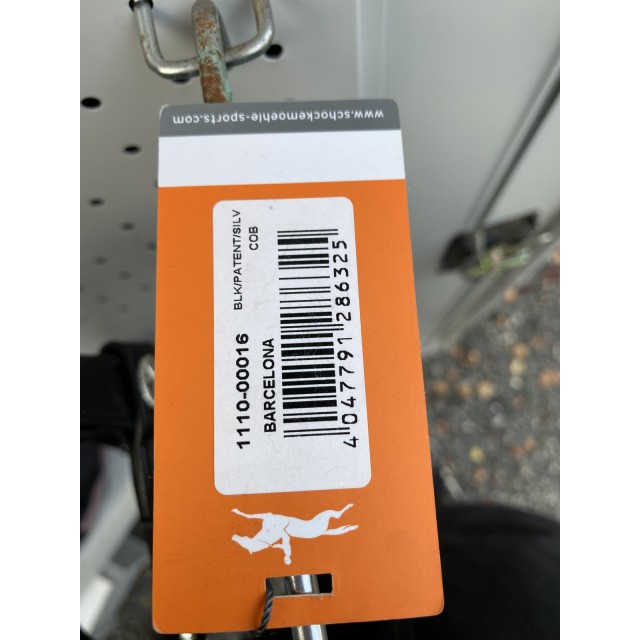 www.schockemoehle-sports.com
1110-00016 BLK/PATENT/SILV
BARCELONA COB
4 047791 286325